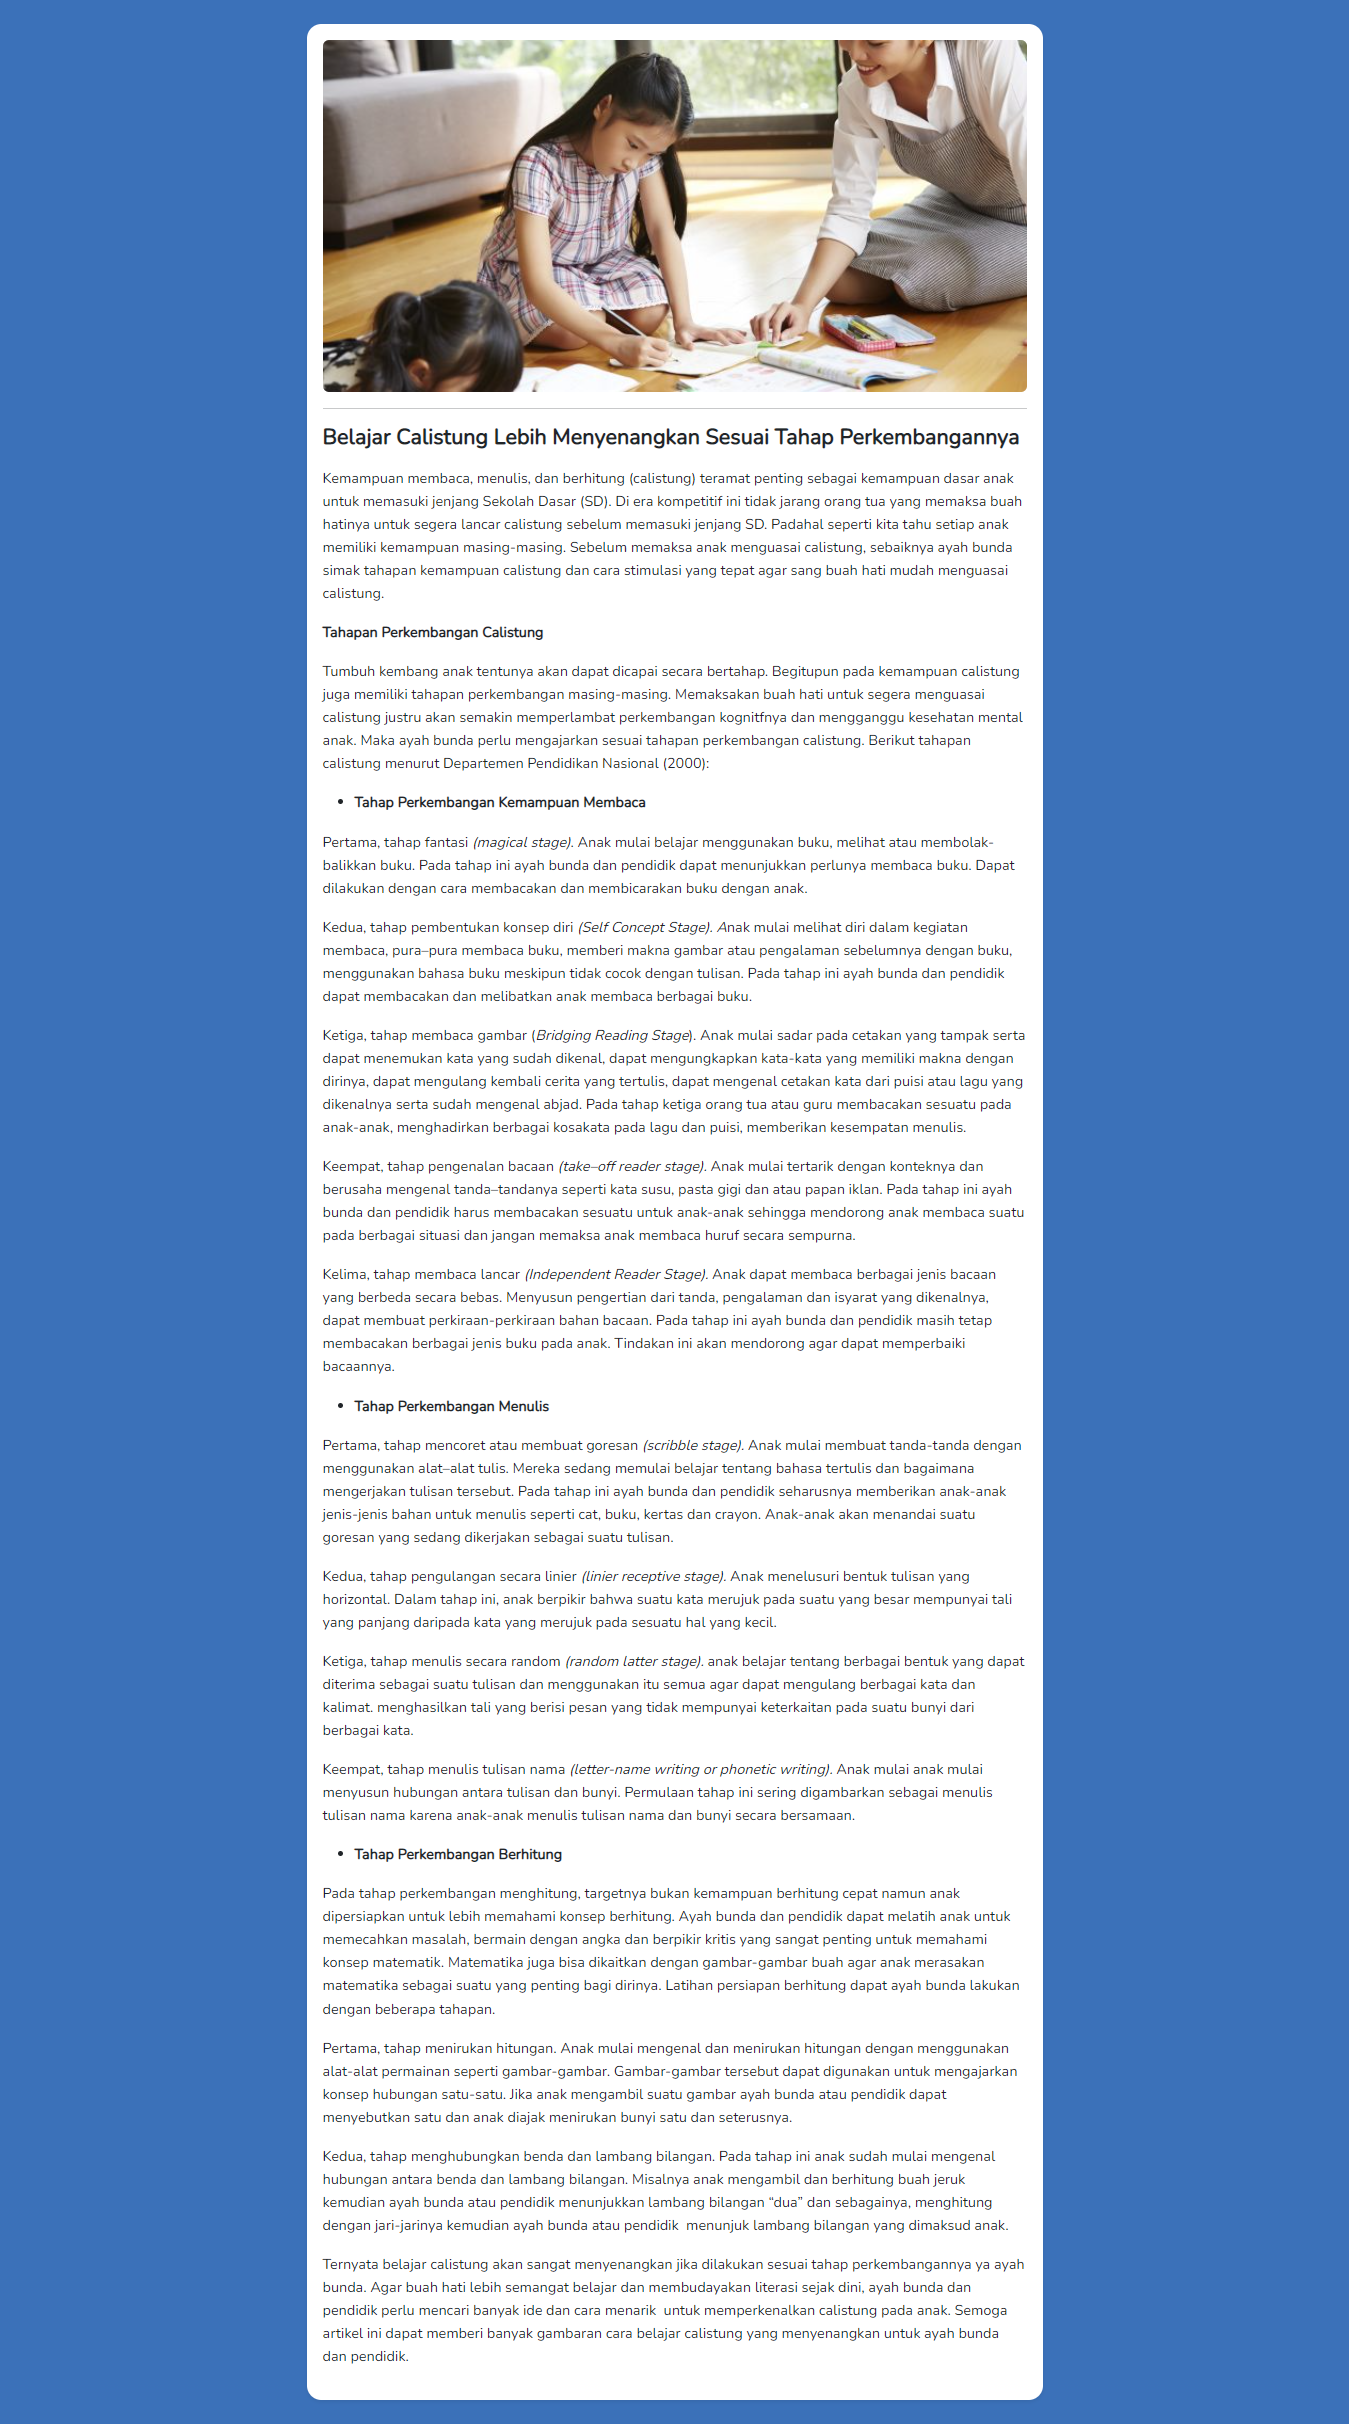 Belajar Calistung Lebih Menyenangkan Sesuai Tahap Perkembangannya
Kemampuan membaca, menulis, dan berhitung (calistung) teramat penting sebagai kemampuan dasar anak
untuk memasuki jenjang Sekolah Dasar (SD). Di era kompetitif ini tidak jarang orang tua yang memaksa buah
hatinya untuk segera lancar calistung sebelum memasuki jenjang SD. Padahal seperti kita tahu setiap anak
memiliki kemampuan masing-masing. Sebelum memaksa anak menguasai calistung, sebaiknya ayah bunda
simak tahapan kemampuan calistung dan cara stimulasi yang tepat agar sang buah hati mudah menguasai
calistung.
Tahapan Perkembangan Calistung
Tumbuh kembang anak tentunya akan dapat dicapai secara bertahap. Begitupun pada kemampuan calistung
juga memiliki tahapan perkembangan masing-masing. Memaksakan buah hati untuk segera menguasai
calistung justru akan semakin memperlambat perkembangan kognitfnya dan mengganggu kesehatan mental
anak. Maka ayah bunda perlu mengajarkan sesuai tahapan perkembangan calistung. Berikut tahapan
calistung menurut Departemen Pendidikan Nasional (2000):
• Tahap Perkembangan Kemampuan Membaca
Pertama, tahap fantasi (magical stage). Anak mulai belajar menggunakan buku, melihat atau membolak-
balikkan buku. Pada tahap ini ayah bunda dan pendidik dapat menunjukkan perlunya membaca buku. Dapat
dilakukan dengan cara membacakan dan membicarakan buku dengan anak.
Kedua, tahap pembentukan konsep diri (Self Concept Stage). Anak mulai melihat diri dalam kegiatan
membaca, pura–pura membaca buku, memberi makna gambar atau pengalaman sebelumnya dengan buku,
menggunakan bahasa buku meskipun tidak cocok dengan tulisan. Pada tahap ini ayah bunda dan pendidik
dapat membacakan dan melibatkan anak membaca berbagai buku.
Ketiga, tahap membaca gambar (Bridging Reading Stage). Anak mulai sadar pada cetakan yang tampak serta
dapat menemukan kata yang sudah dikenal, dapat mengungkapkan kata-kata yang memiliki makna dengan
dirinya, dapat mengulang kembali cerita yang tertulis, dapat mengenal cetakan kata dari puisi atau lagu yang
dikenalnya serta sudah mengenal abjad. Pada tahap ketiga orang tua atau guru membacakan sesuatu pada
anak-anak, menghadirkan berbagai kosakata pada lagu dan puisi, memberikan kesempatan menulis.
Keempat, tahap pengenalan bacaan (take–off reader stage). Anak mulai tertarik dengan konteknya dan
berusaha mengenal tanda–tandanya seperti kata susu, pasta gigi dan atau papan iklan. Pada tahap ini ayah
bunda dan pendidik harus membacakan sesuatu untuk anak-anak sehingga mendorong anak membaca suatu
pada berbagai situasi dan jangan memaksa anak membaca huruf secara sempurna.
Kelima, tahap membaca lancar (Independent Reader Stage). Anak dapat membaca berbagai jenis bacaan
yang berbeda secara bebas. Menyusun pengertian dari tanda, pengalaman dan isyarat yang dikenalnya,
dapat membuat perkiraan-perkiraan bahan bacaan. Pada tahap ini ayah bunda dan pendidik masih tetap
membacakan berbagai jenis buku pada anak. Tindakan ini akan mendorong agar dapat memperbaiki
bacaannya.
• Tahap Perkembangan Menulis
Pertama, tahap mencoret atau membuat goresan (scribble stage). Anak mulai membuat tanda-tanda dengan
menggunakan alat–alat tulis. Mereka sedang memulai belajar tentang bahasa tertulis dan bagaimana
mengerjakan tulisan tersebut. Pada tahap ini ayah bunda dan pendidik seharusnya memberikan anak-anak
jenis-jenis bahan untuk menulis seperti cat, buku, kertas dan crayon. Anak-anak akan menandai suatu
goresan yang sedang dikerjakan sebagai suatu tulisan.
Kedua, tahap pengulangan secara linier (linier receptive stage). Anak menelusuri bentuk tulisan yang
horizontal. Dalam tahap ini, anak berpikir bahwa suatu kata merujuk pada suatu yang besar mempunyai tali
yang panjang daripada kata yang merujuk pada sesuatu hal yang kecil.
Ketiga, tahap menulis secara random (random latter stage). anak belajar tentang berbagai bentuk yang dapat
diterima sebagai suatu tulisan dan menggunakan itu semua agar dapat mengulang berbagai kata dan
kalimat. menghasilkan tali yang berisi pesan yang tidak mempunyai keterkaitan pada suatu bunyi dari
berbagai kata.
Keempat, tahap menulis tulisan nama (letter-name writing or phonetic writing). Anak mulai anak mulai
menyusun hubungan antara tulisan dan bunyi. Permulaan tahap ini sering digambarkan sebagai menulis
tulisan nama karena anak-anak menulis tulisan nama dan bunyi secara bersamaan.
• Tahap Perkembangan Berhitung
Pada tahap perkembangan menghitung, targetnya bukan kemampuan berhitung cepat namun anak
dipersiapkan untuk lebih memahami konsep berhitung. Ayah bunda dan pendidik dapat melatih anak untuk
memecahkan masalah, bermain dengan angka dan berpikir kritis yang sangat penting untuk memahami
konsep matematik. Matematika juga bisa dikaitkan dengan gambar-gambar buah agar anak merasakan
matematika sebagai suatu yang penting bagi dirinya. Latihan persiapan berhitung dapat ayah bunda lakukan
dengan beberapa tahapan.
Pertama, tahap menirukan hitungan. Anak mulai mengenal dan menirukan hitungan dengan menggunakan
alat-alat permainan seperti gambar-gambar. Gambar-gambar tersebut dapat digunakan untuk mengajarkan
konsep hubungan satu-satu. Jika anak mengambil suatu gambar ayah bunda atau pendidik dapat
menyebutkan satu dan anak diajak menirukan bunyi satu dan seterusnya.
Kedua, tahap menghubungkan benda dan lambang bilangan. Pada tahap ini anak sudah mulai mengenal
hubungan antara benda dan lambang bilangan. Misalnya anak mengambil dan berhitung buah jeruk
kemudian ayah bunda atau pendidik menunjukkan lambang bilangan “dua” dan sebagainya, menghitung
dengan jari-jarinya kemudian ayah bunda atau pendidik  menunjuk lambang bilangan yang dimaksud anak.
Ternyata belajar calistung akan sangat menyenangkan jika dilakukan sesuai tahap perkembangannya ya ayah
bunda. Agar buah hati lebih semangat belajar dan membudayakan literasi sejak dini, ayah bunda dan
pendidik perlu mencari banyak ide dan cara menarik  untuk memperkenalkan calistung pada anak. Semoga
artikel ini dapat memberi banyak gambaran cara belajar calistung yang menyenangkan untuk ayah bunda
dan pendidik.